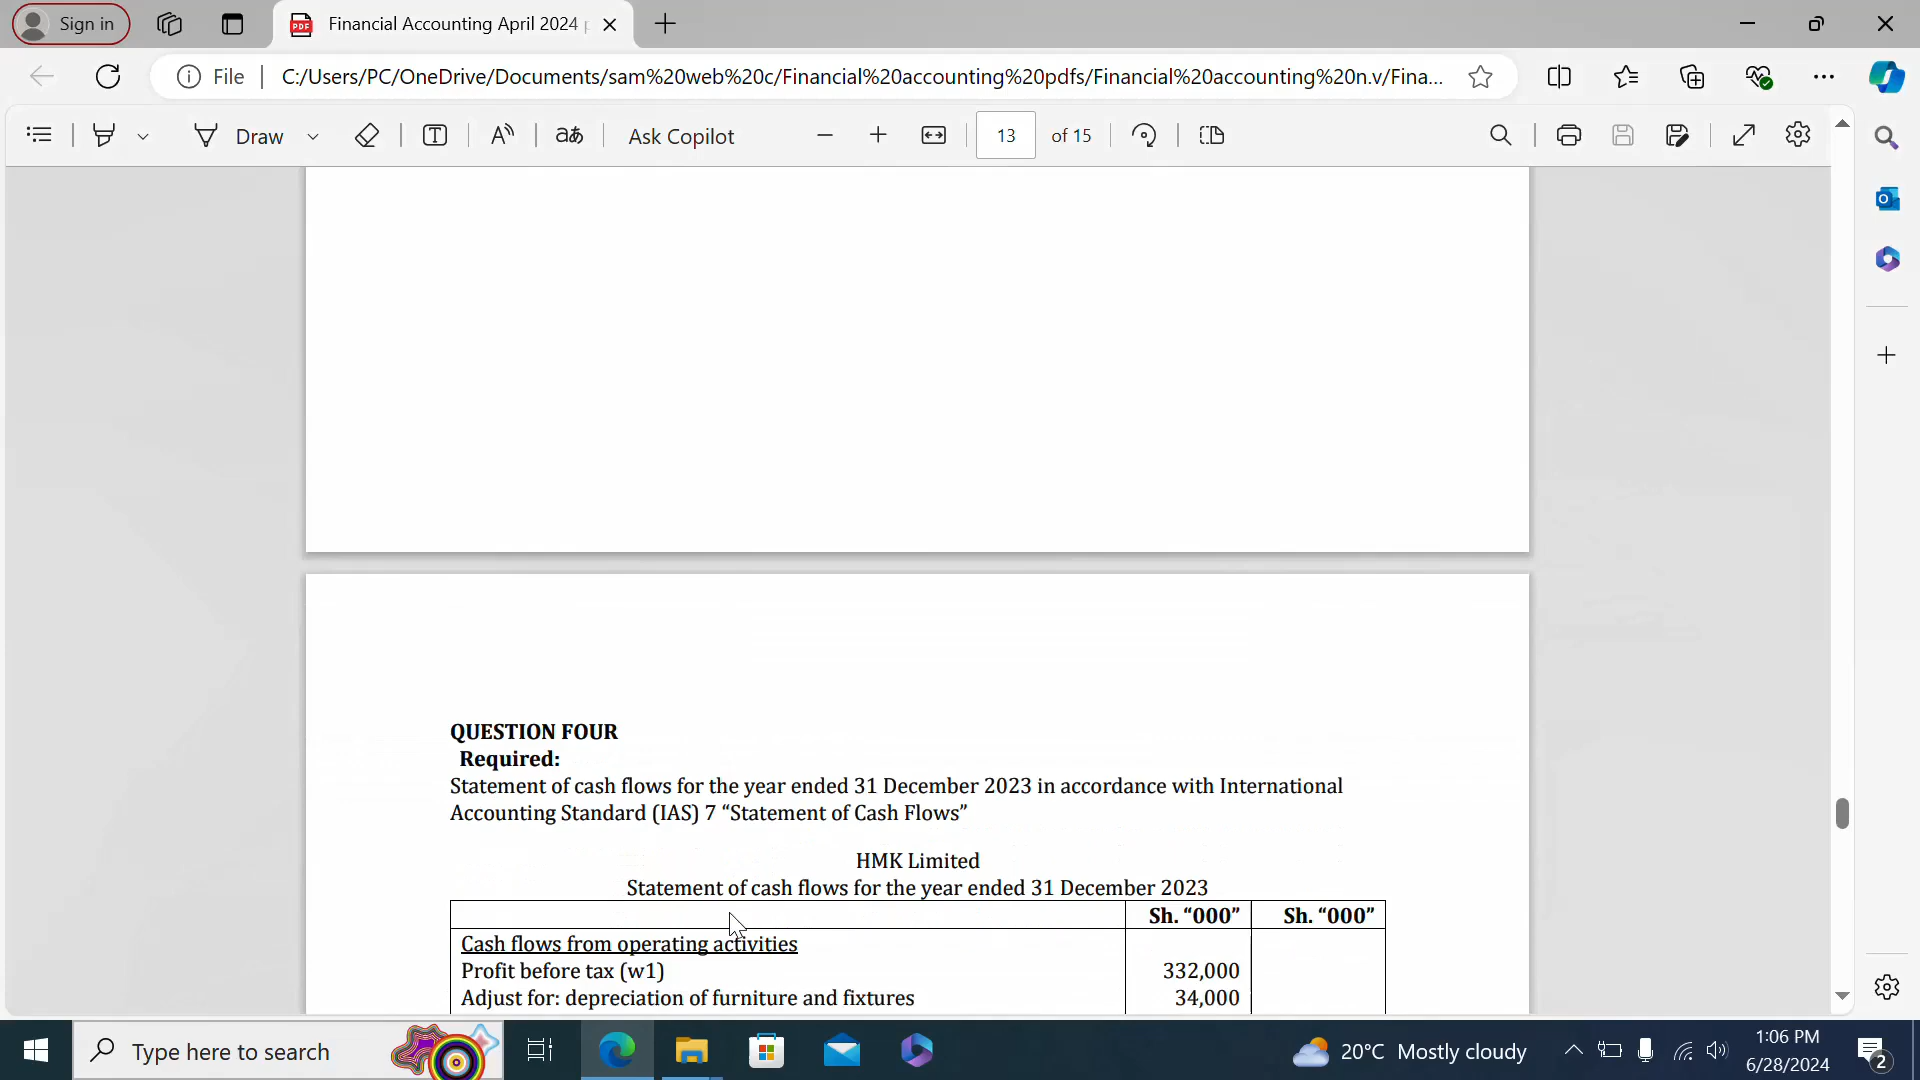 Sign in
Financial Accounting April 2024
File
C:/Users/PC/OneDrive/Documents/sam%20web%20c/Financial%20accounting%20pdfs/Financial%20accounting%20n.v/Fina...
Draw
Ask Copilot
13 of 15
QUESTION FOUR
Required:
Statement of cash flows for the year ended 31 December 2023 in accordance with International
Accounting Standard (IAS) 7 “Statement of Cash Flows”
HMK Limited
Statement of cash flows for the year ended 31 December 2023
Sh. “000” Sh. “000”
Cash flows from operating activities
Profit before tax (w1) 332,000
Adjust for: depreciation of furniture and fixtures 34,000
Type here to search
20°C Mostly cloudy
1:06 PM
6/28/2024
2